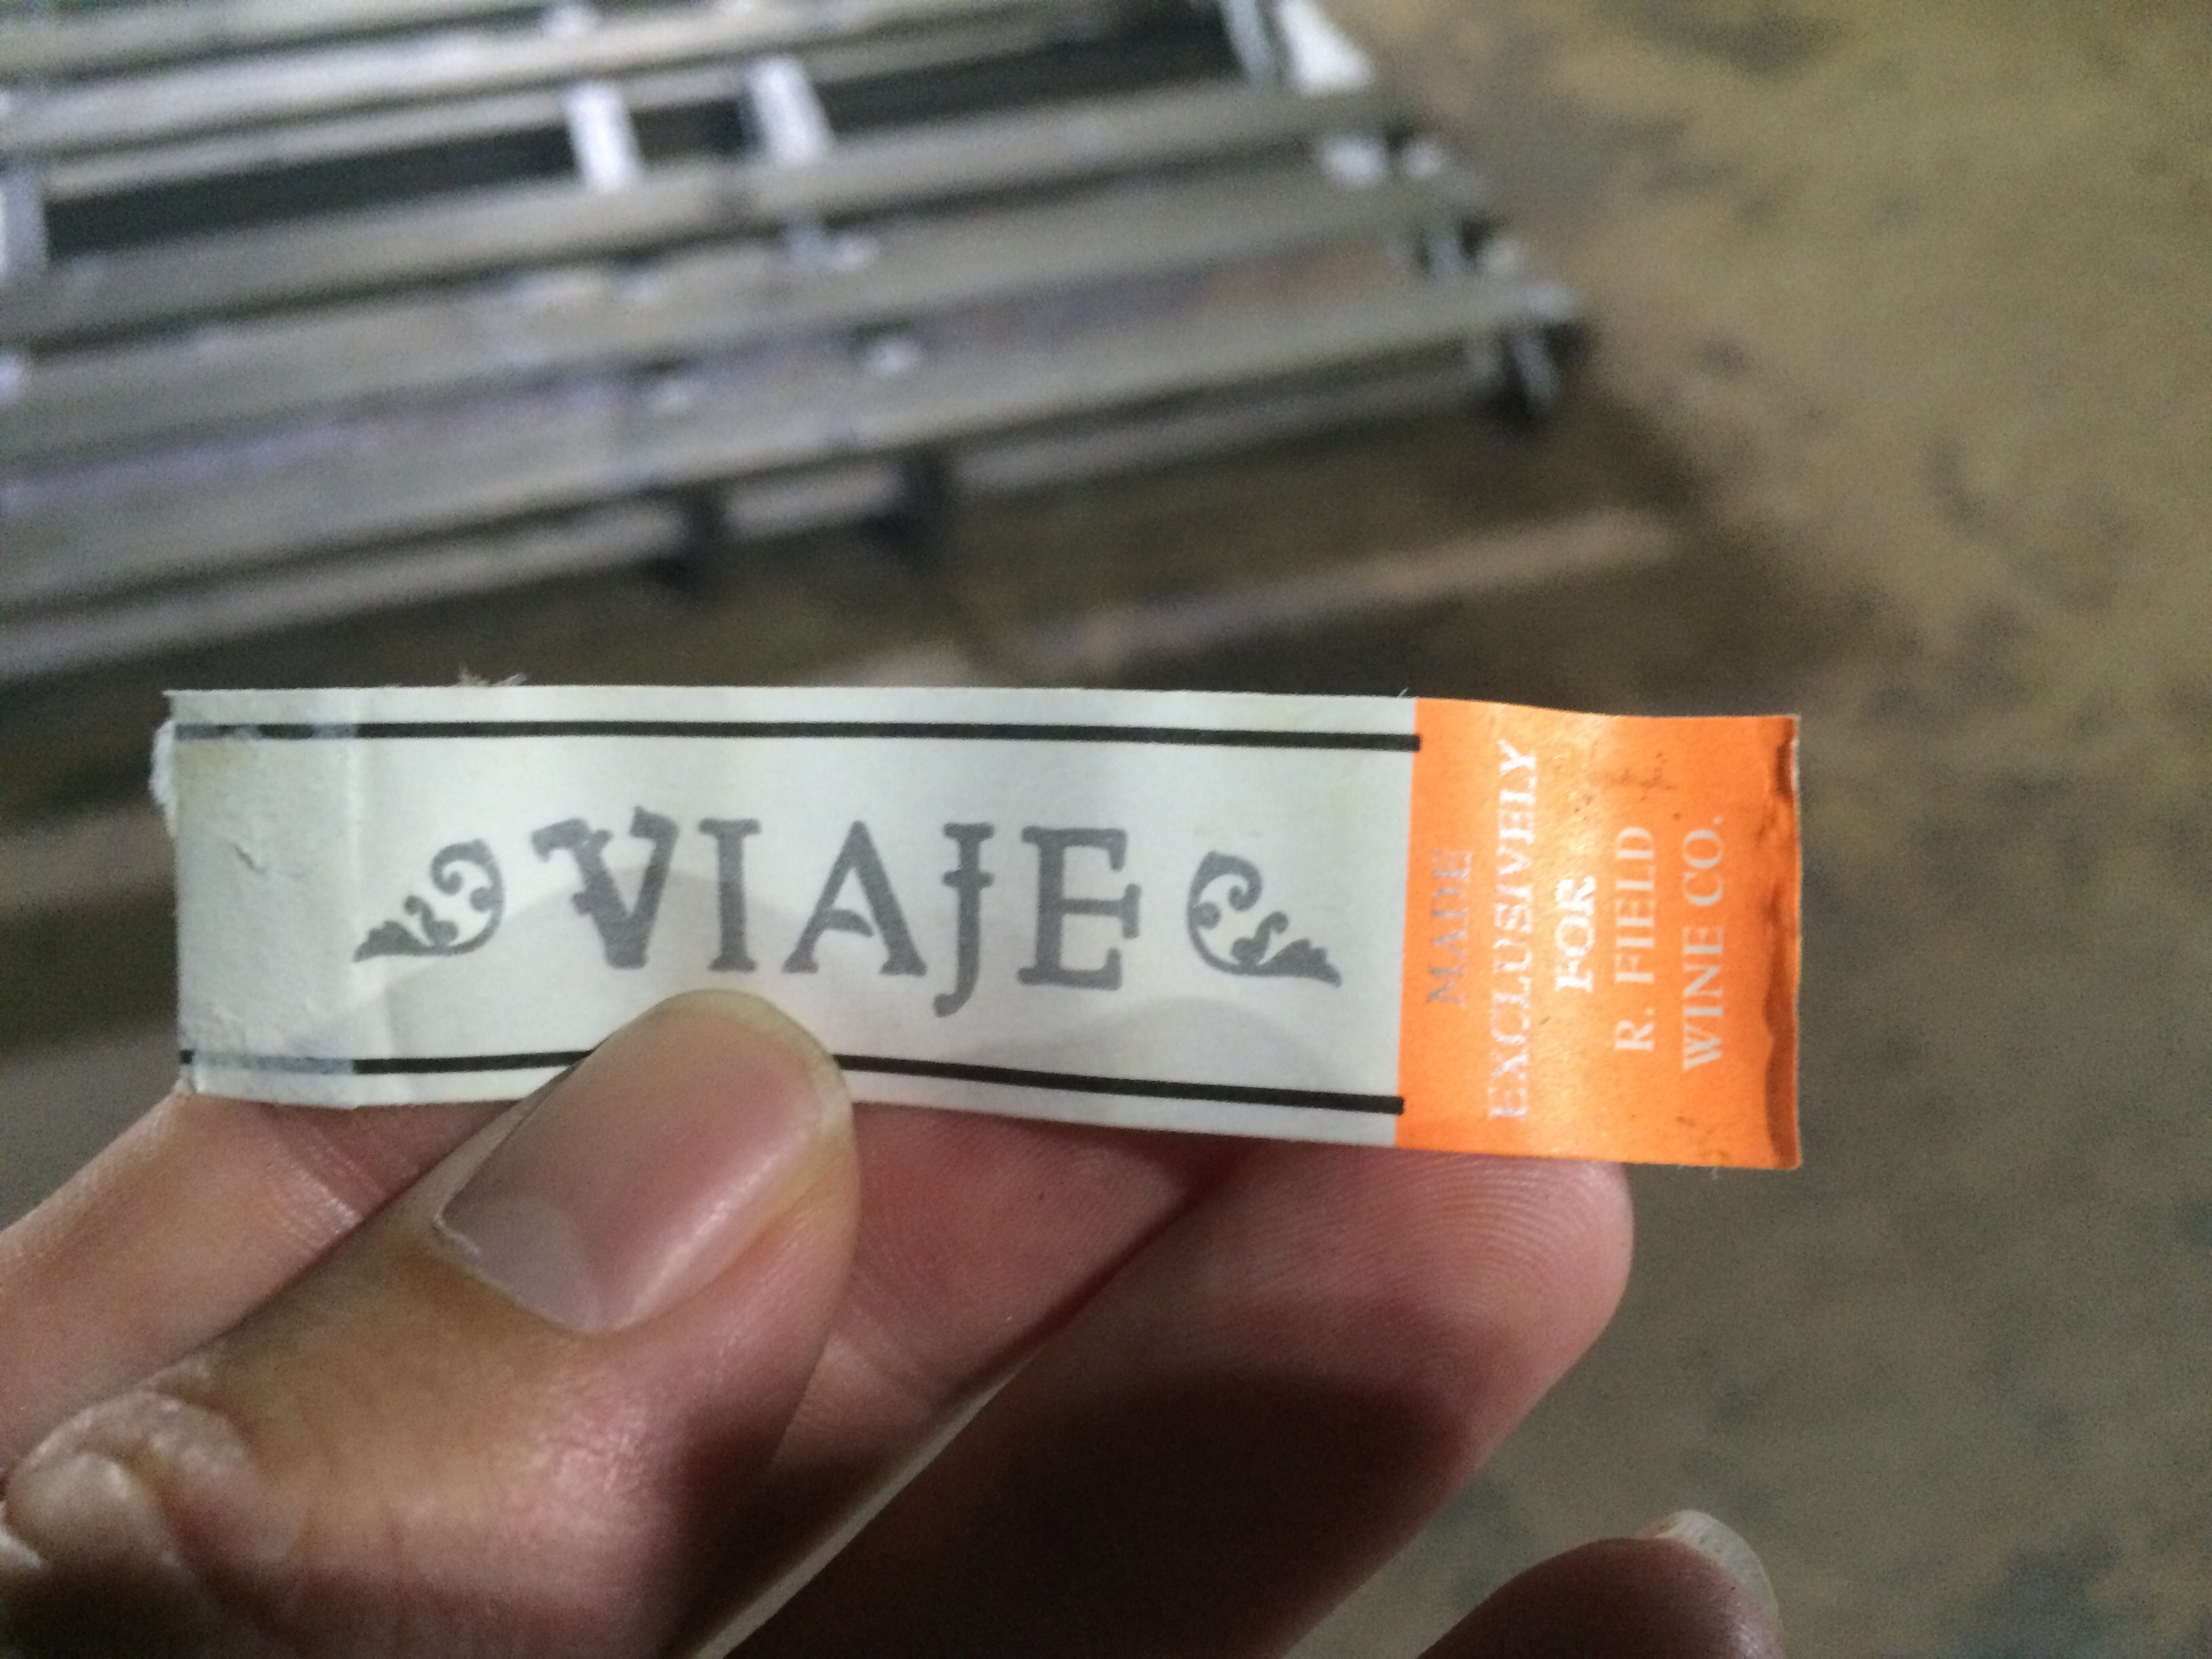 VIAJE
MADE
EXCLUSIVELY
FOR
R. FIELD
WINE CO.